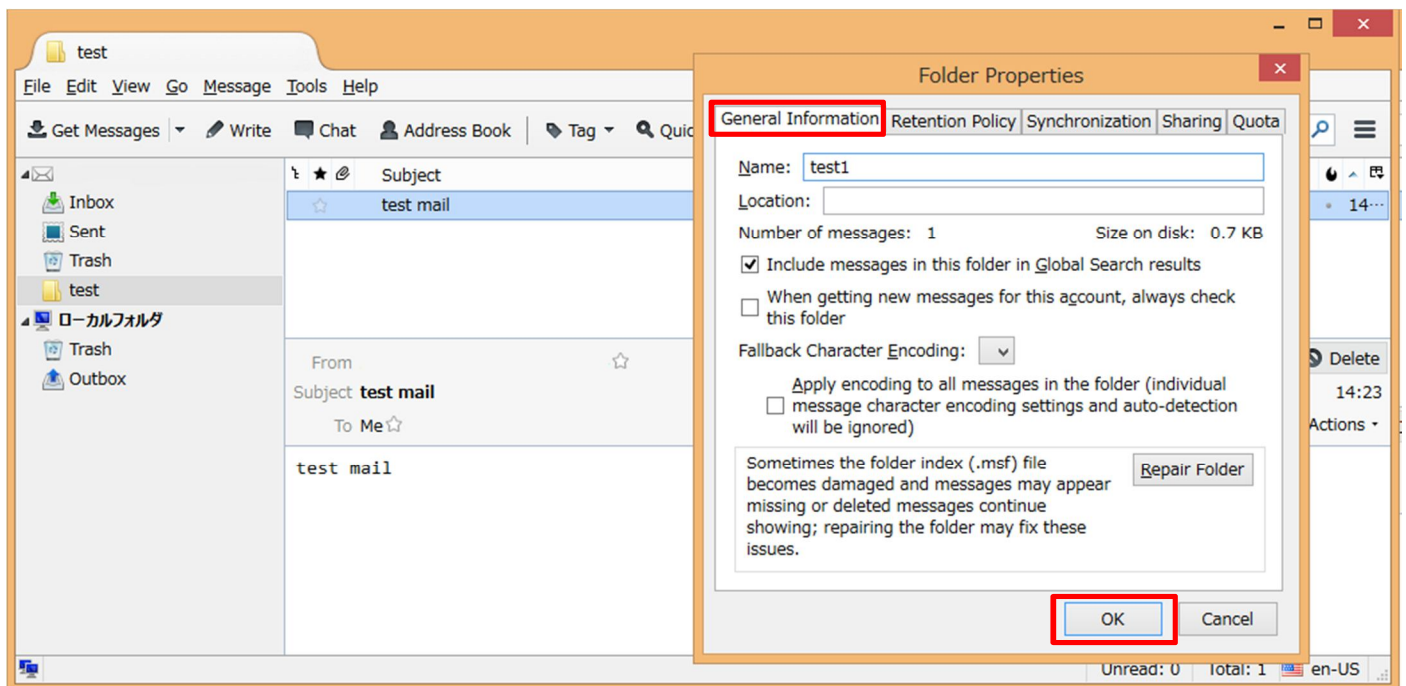 test
File Edit View Go Message Tools Help
Get Messages Write Chat Address Book Tag
Inbox
Sent
Trash
test
ローカルフォルダ
Trash
Outbox
Subject
test mail
14…
From
Subject test mail
To Me
Delete
14:23
Actions
test mail
Folder Properties
General Information Retention Policy Synchronization Sharing Quota
Name: test1
Location:
Number of messages: 1 Size on disk: 0.7 KB
Include messages in this folder in Global Search results
When getting new messages for this account, always check
this folder
Fallback Character Encoding:
Apply encoding to all messages in the folder (individual
message character encoding settings and auto-detection
will be ignored)
Sometimes the folder index (.msf) file
becomes damaged and messages may appear
missing or deleted messages continue
showing; repairing the folder may fix these
issues.
Repair Folder
OK Cancel
Unread: 0 Total: 1 en-US